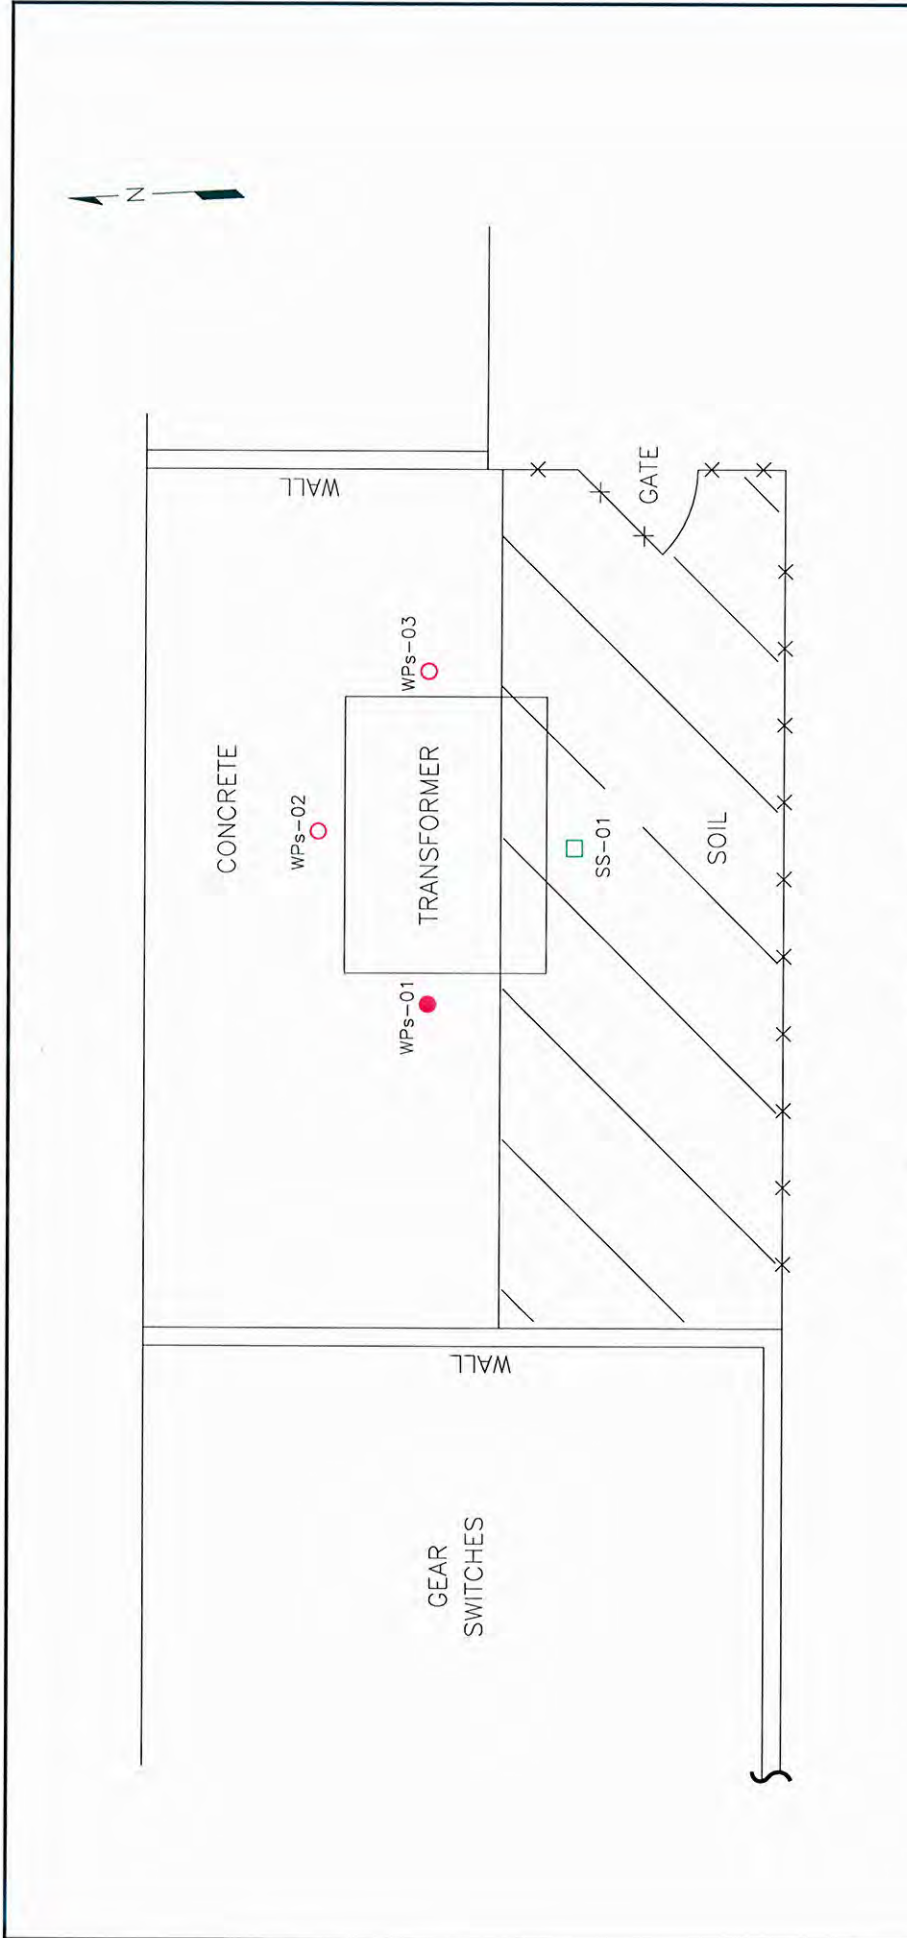 N
WALL
GATE
CONCRETE
WPs-02
WPs-03
TRANSFORMER
WPs-01
SS-01
SOIL
WALL
GEAR
SWITCHES